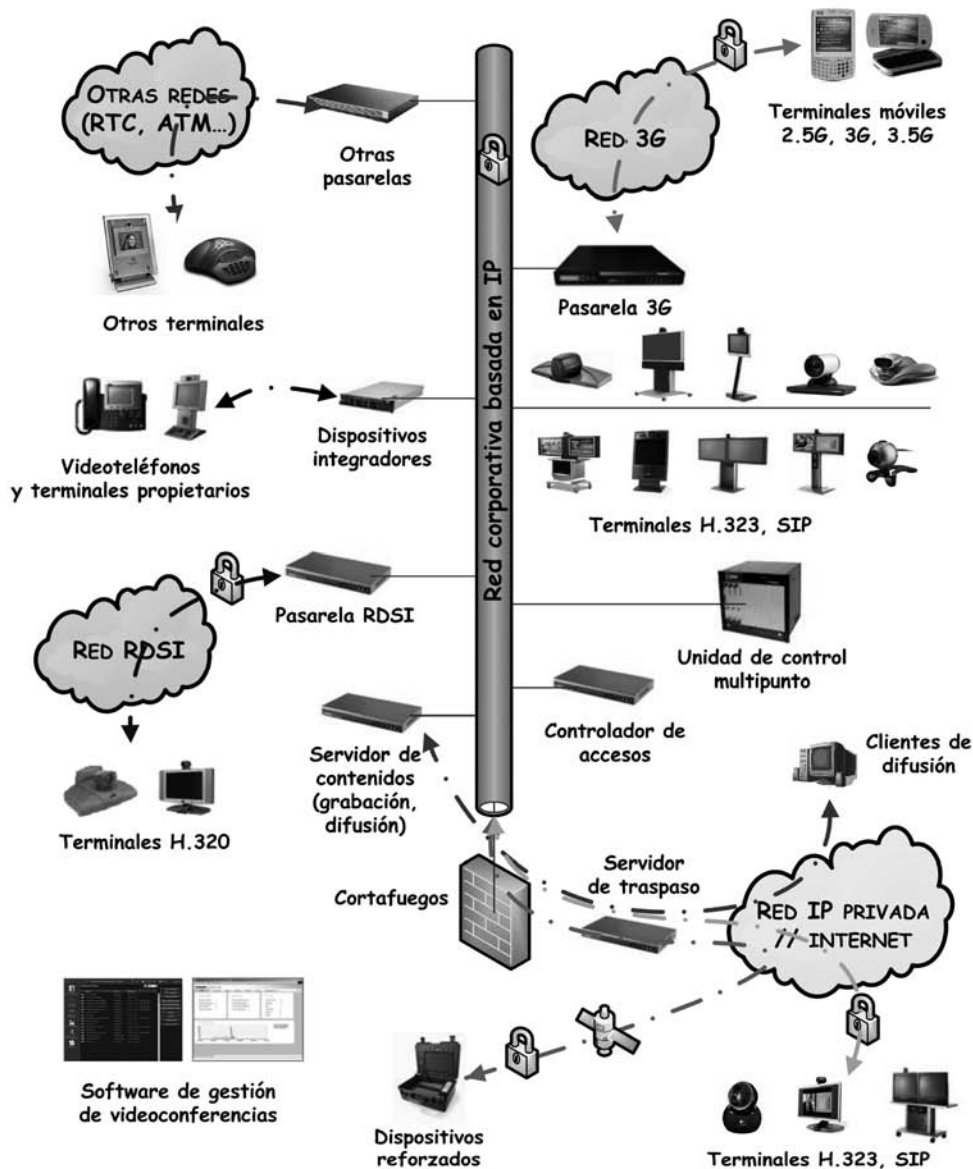 OTRAS REDES
(RTC, ATM...)
Otras
pasarelas
RED 3G
Terminales móviles
2.5G, 3G, 3.5G
Otros terminales
Pasarela 3G
Red corporativa basada en IP
Videoteléfonos
y terminales propietarios
Dispositivos
integradores
Terminales H.323, SIP
Pasarela RDSI
RED RDSI
Unidad de control
multipunto
Controlador de
accesos
Servidor de
contenidos
(grabación,
difusión)
Clientes de
difusión
Terminales H.320
Cortafuegos
Servidor
de traspaso
RED IP PRIVADA
// INTERNET
Software de gestión
de videoconferencias
Dispositivos
reforzados
Terminales H.323, SIP